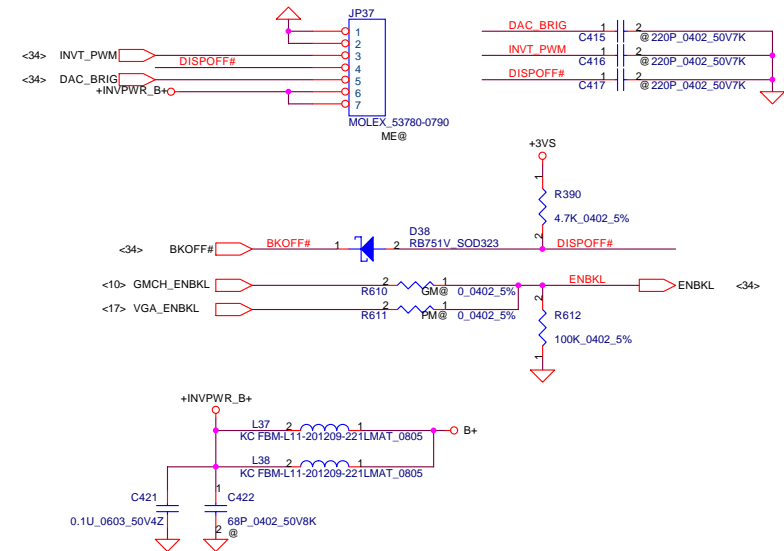 JP37
1
2
3
4
5
6
7
<34> INVT_PWM
DISPOFF#
<34> DAC_BRIG
+INVPWR_B+
MOLEX_53780-0790
ME@
DAC_BRIG 1 2
C415 @ 220P_0402_50V7K
INVT_PWM 1 2
C416 @ 220P_0402_50V7K
DISPOFF# 1 2
C417 @ 220P_0402_50V7K
+3VS
1
R390
4.7K_0402_5%
2
D38
RB751V_SOD323
<34> BKOFF# BKOFF# 1 2 DISPOFF#
<10> GMCH_ENBKL 2 1 ENBKL ENBKL <34>
R610 GM@ 0_0402_5%
<17> VGA_ENBKL 2 1
R611 PM@ 0_0402_5%
2
R612
100K_0402_5%
1
+INVPWR_B+
L37 2 1 B+
KC FBM-L11-201209-221LMAT_0805
L38 2 1
KC FBM-L11-201209-221LMAT_0805
1
C421 C422
0.1U_0603_50V4Z 68P_0402_50V8K
2 @